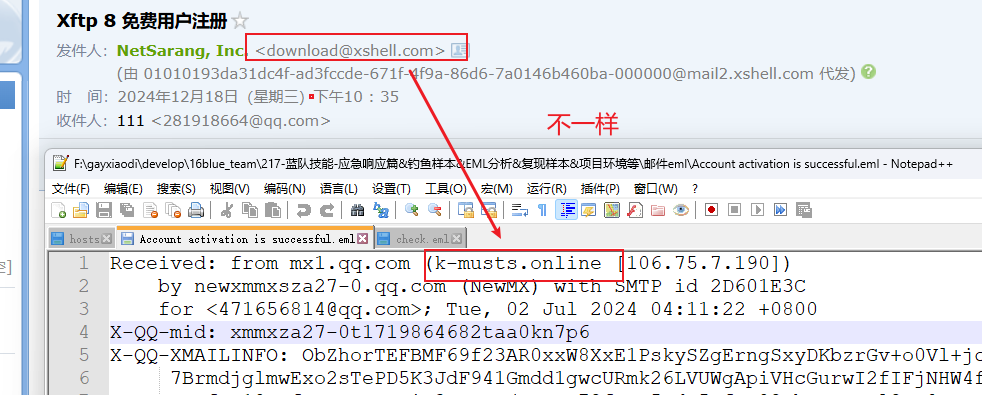 Xftp 8 免费用户注册☆
发件人：NetSarang, Inc. <download@xshell.com>
(由 01010193da31dc4f-ad3fccde-671f-4f9a-86d6-7a0146b460ba-000000@mail2.xshell.com 代发)
时　间：2024年12月18日（星期三）下午10：35
收件人：111 <281918664@qq.com>
不一样
F:\gayxiaodi\develop\16blue_team\217-蓝队技能-应急响应篇&钓鱼样本&EML分析&复现样本&项目环境等\邮件eml\Account activation is successful.eml - Notepad++
文件(F) 编辑(E) 搜索(S) 视图(V) 编码(N) 语言(L) 设置(T) 工具(O) 宏(M) 运行(R) 插件(P) 窗口(W) ?
hosts Account activation is successful.eml check.eml
1 Received: from mx1.qq.com (k-musts.online [106.75.7.190])
2 by newxmmxsza27-0.qq.com (NewMX) with SMTP id 2D601E3C
3 for <471656814@qq.com>; Tue, 02 Jul 2024 04:11:22 +0800
4 X-QQ-mid: xmmxza27-0t1719864682taa0kn7p6
5 X-QQ-XMAILINFO: ObZhorTEFBMF69f23AR0xxW8XxE1PskySZgErngSxyDKbzrGv+o0Vl+jc
6 7BrmdjglmwExo2sTePD5K3JdF941Gmdd1gwcURmk26LVUWgApiVHcGurwI2fIFjNHW4f